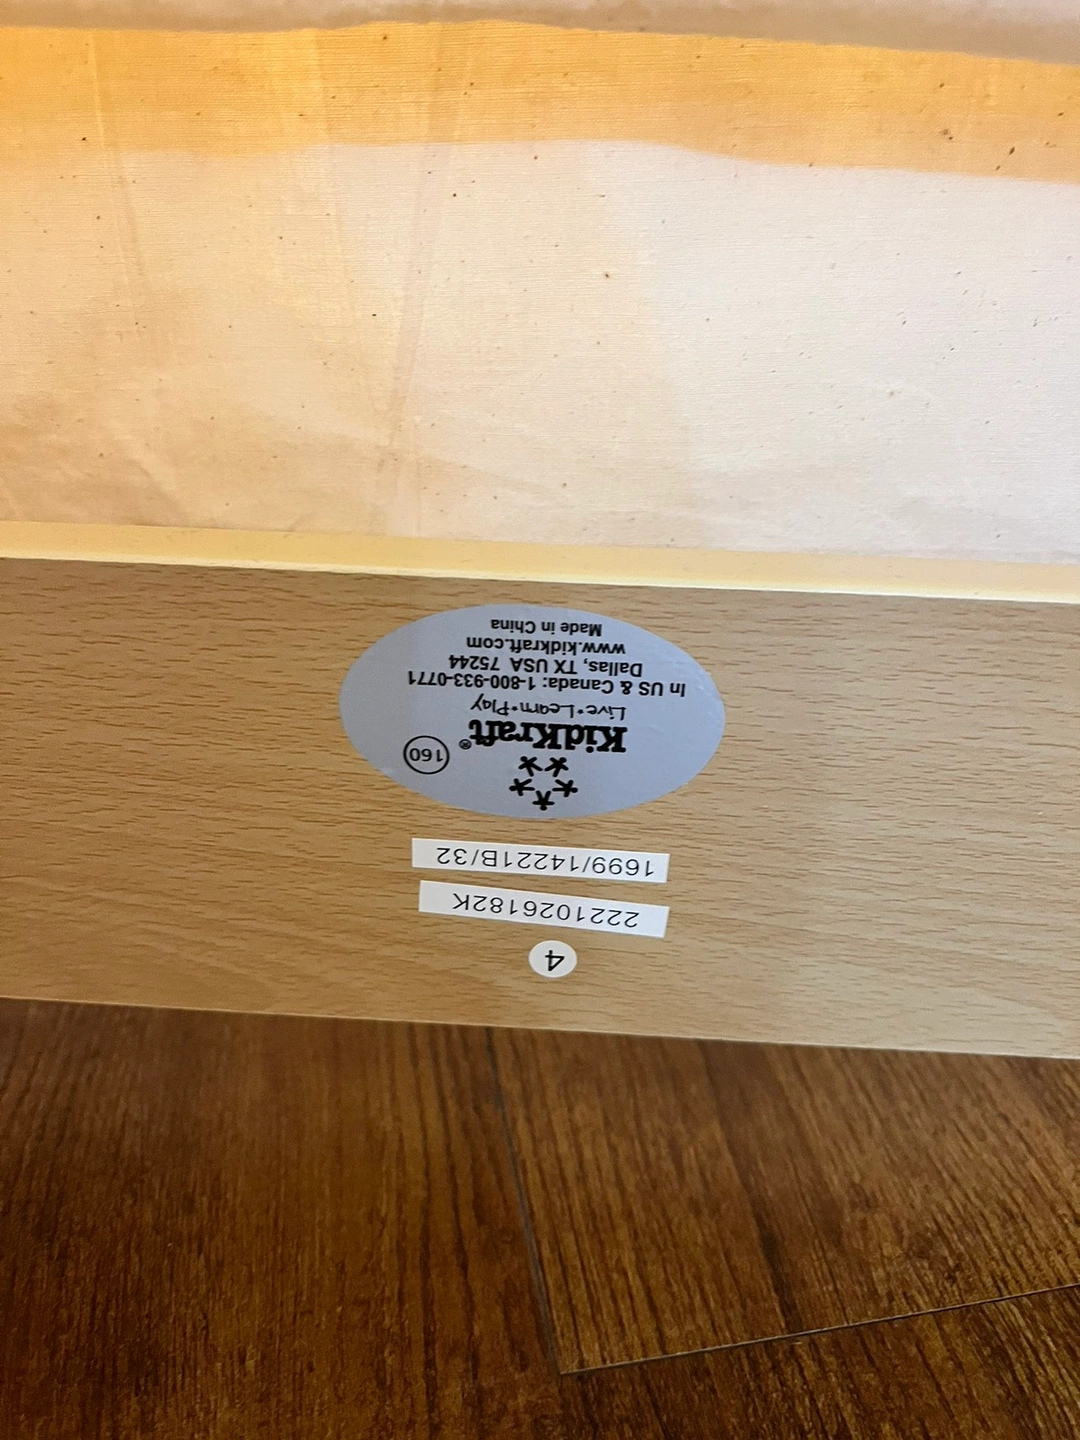 4
2221026182K
1699/14221B/32
160
KidKraft®
Live•Learn•Play
In US & Canada: 1-800-933-0771
Dallas, TX USA 75244
www.kidkraft.com
Made in China